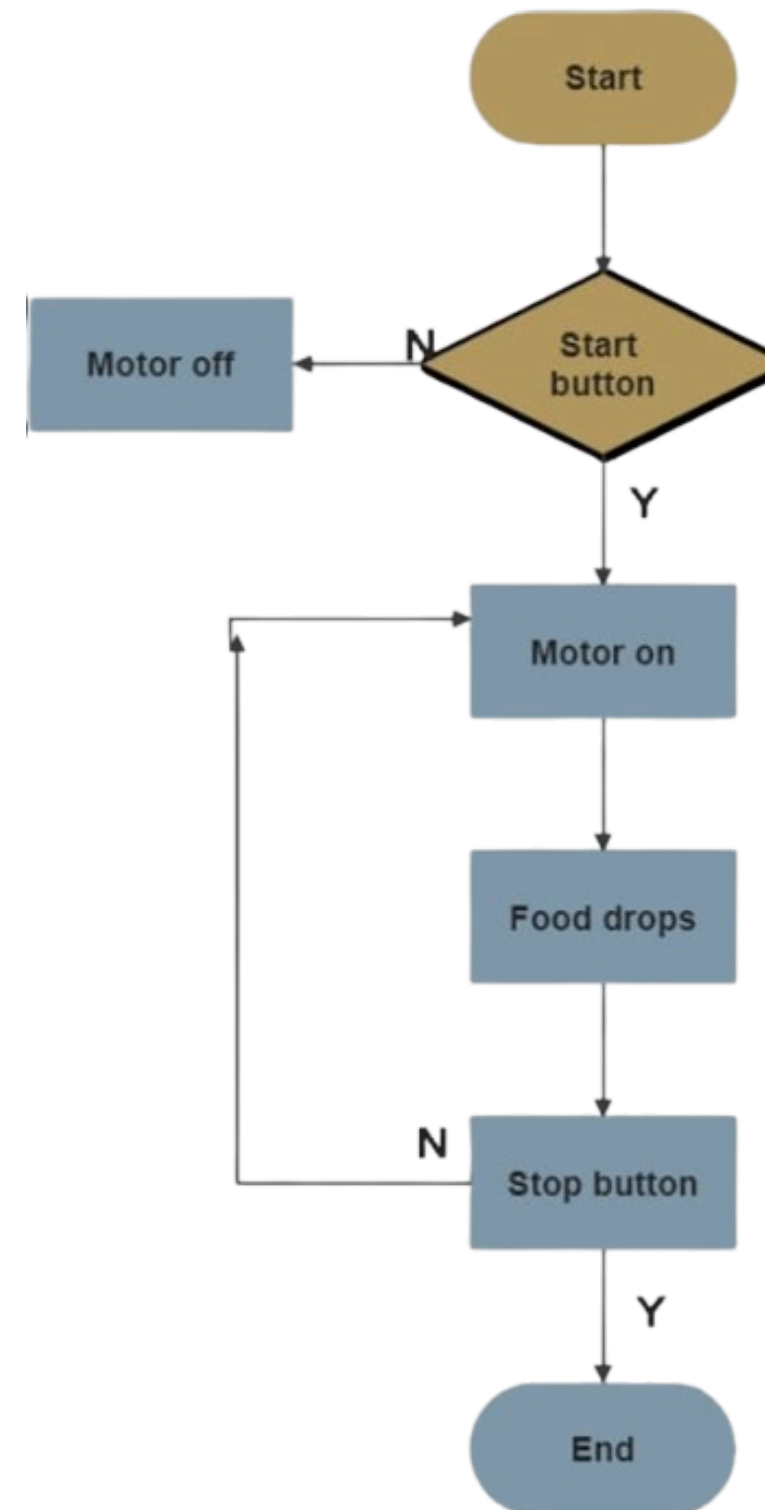 Start
N
Start
button
Motor off
Y
Motor on
Food drops
N
Stop button
Y
End